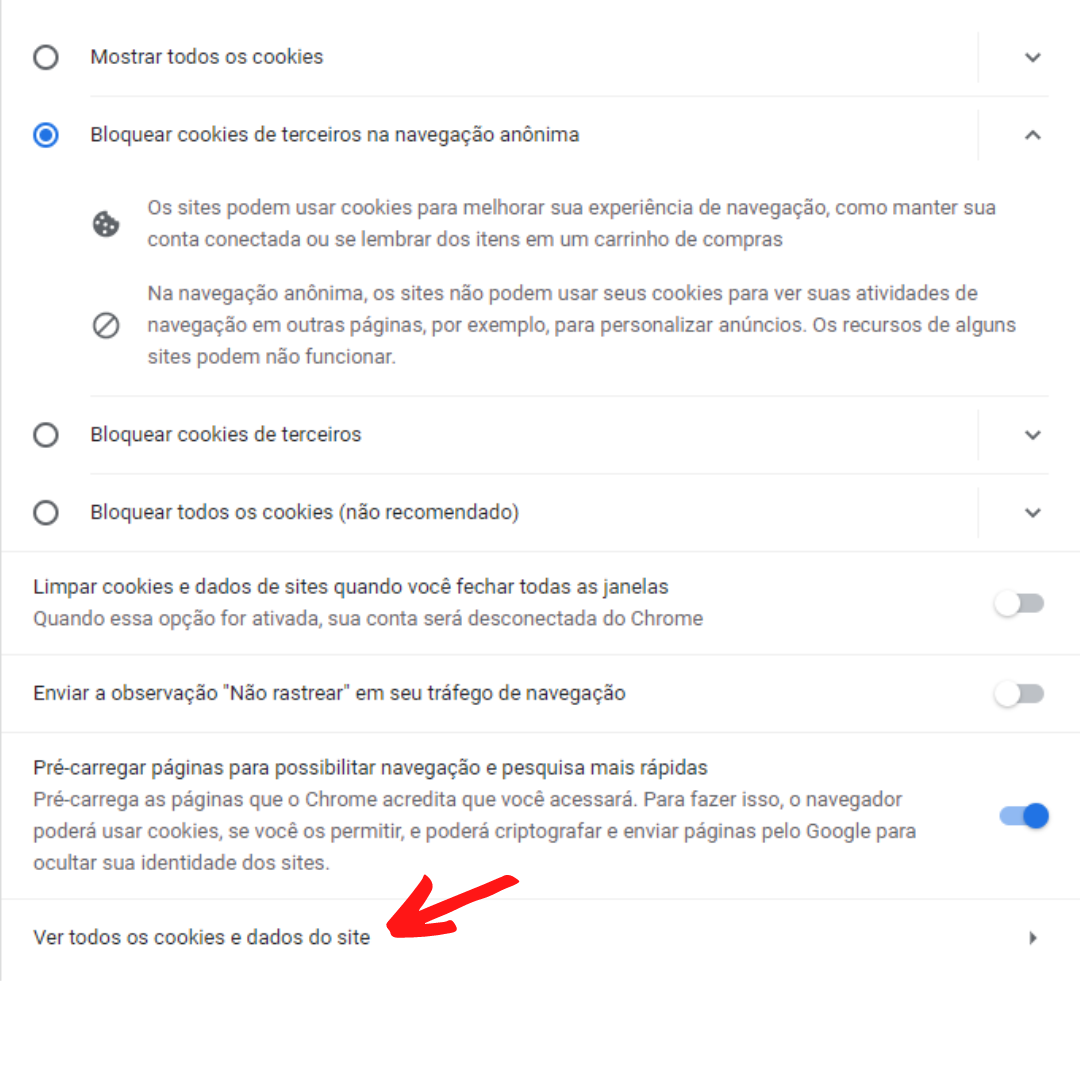 Mostrar todos os cookies
Bloquear cookies de terceiros na navegação anônima
Os sites podem usar cookies para melhorar sua experiência de navegação, como manter sua
conta conectada ou se lembrar dos itens em um carrinho de compras
Na navegação anônima, os sites não podem usar seus cookies para ver suas atividades de
navegação em outras páginas, por exemplo, para personalizar anúncios. Os recursos de alguns
sites podem não funcionar.
Bloquear cookies de terceiros
Bloquear todos os cookies (não recomendado)
Limpar cookies e dados de sites quando você fechar todas as janelas
Quando essa opção for ativada, sua conta será desconectada do Chrome
Enviar a observação "Não rastrear" em seu tráfego de navegação
Pré-carregar páginas para possibilitar navegação e pesquisa mais rápidas
Pré-carrega as páginas que o Chrome acredita que você acessará. Para fazer isso, o navegador
poderá usar cookies, se você os permitir, e poderá criptografar e enviar páginas pelo Google para
ocultar sua identidade dos sites.
Ver todos os cookies e dados do site